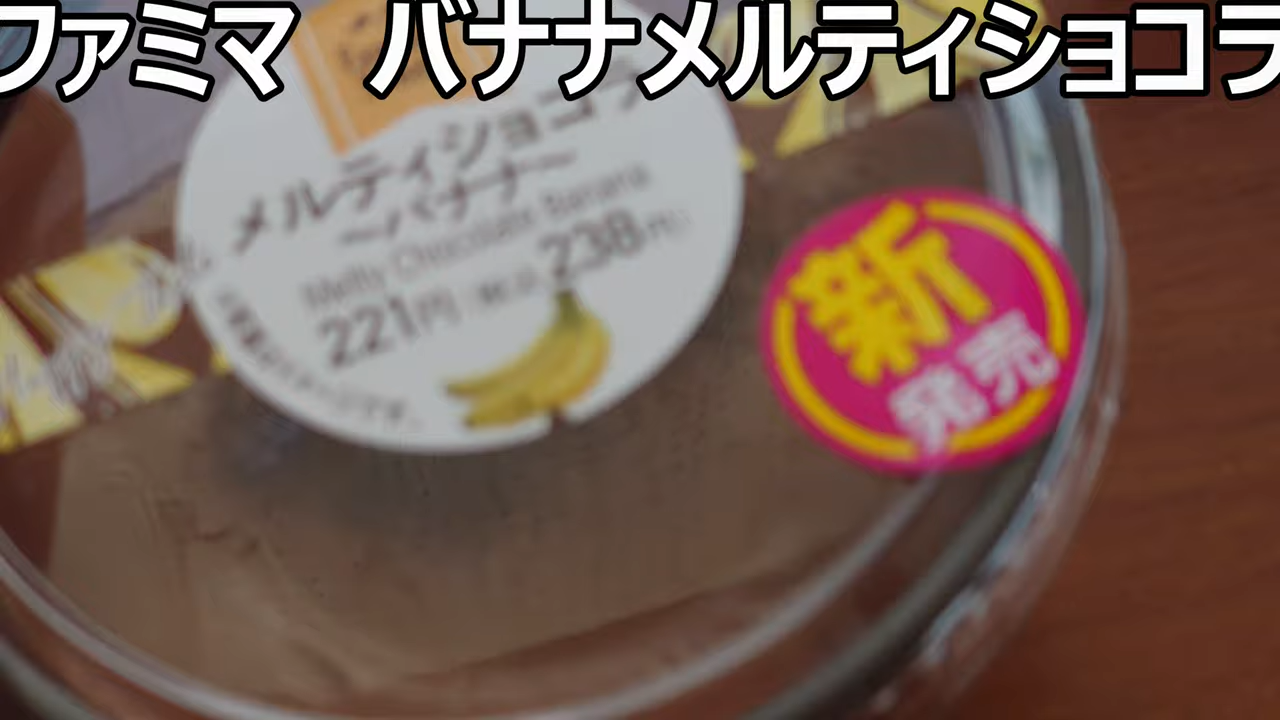 ファミマ　バナナメルティショコラ
メルティショコラ
~バナナ~
Melty Chocolate Banana
221円 (税込 238円)
新
発売